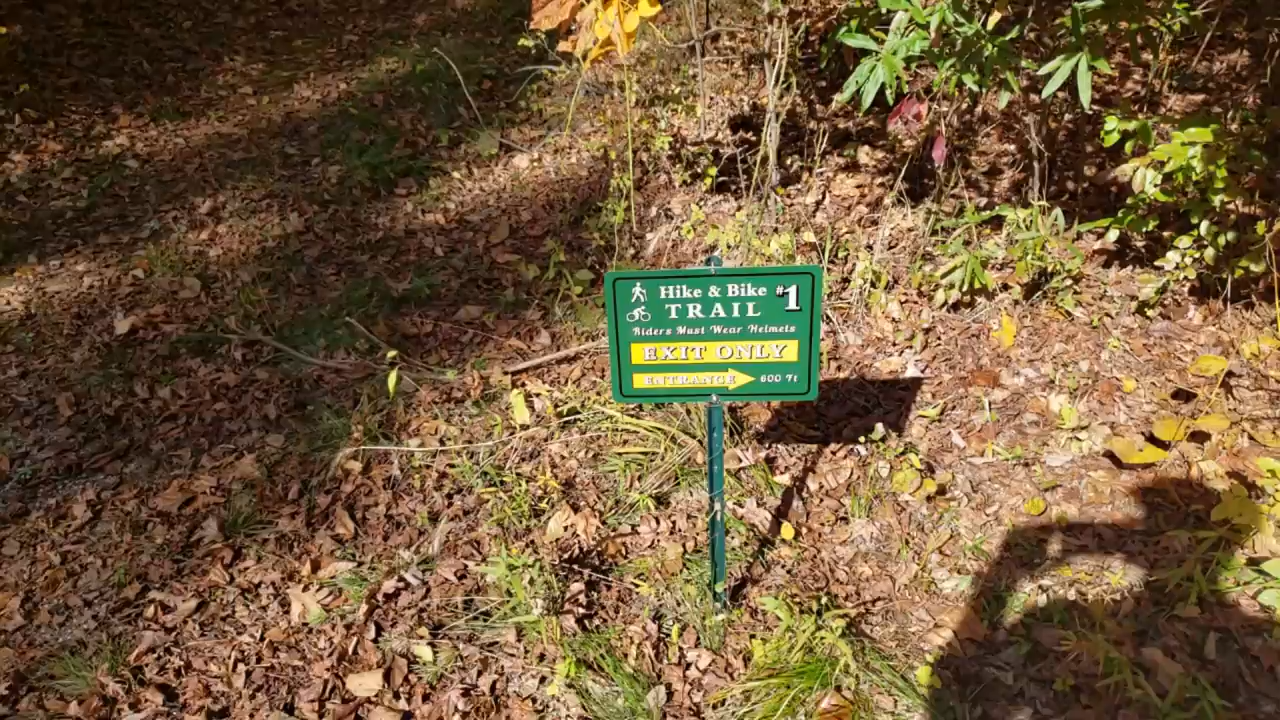 Hike & Bike #1
TRAIL
Riders Must Wear Helmets
EXIT ONLY
ENTRANCE 600 Ft